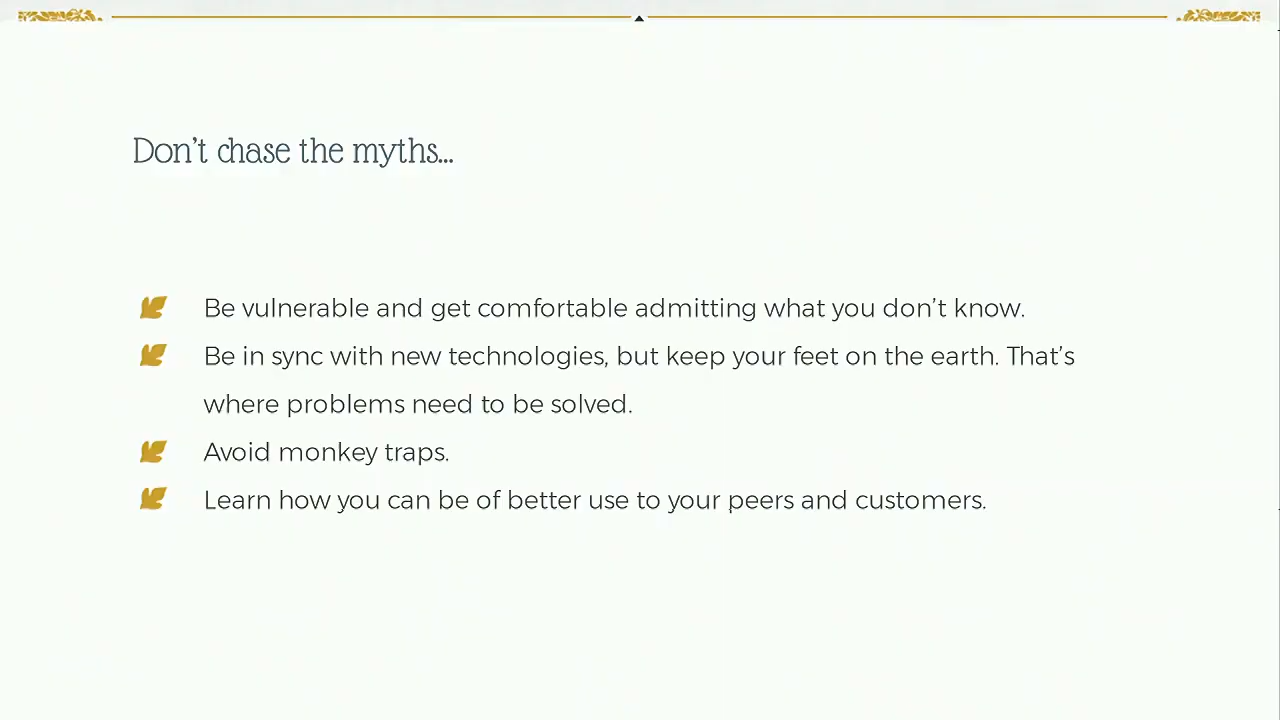 Don’t chase the myths...
Be vulnerable and get comfortable admitting what you don’t know.
Be in sync with new technologies, but keep your feet on the earth. That’s
where problems need to be solved.
Avoid monkey traps.
Learn how you can be of better use to your peers and customers.